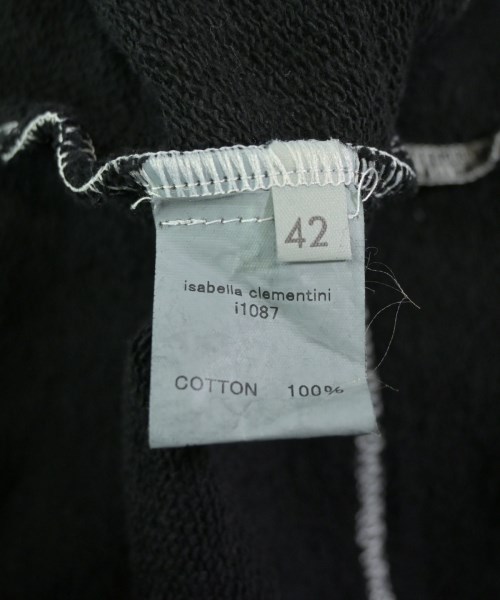 42
isabella clementini
i1087
COTTON 100%